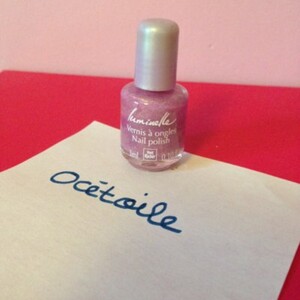 luminelle
Vernis à ongles
Nail polish
Océtoile